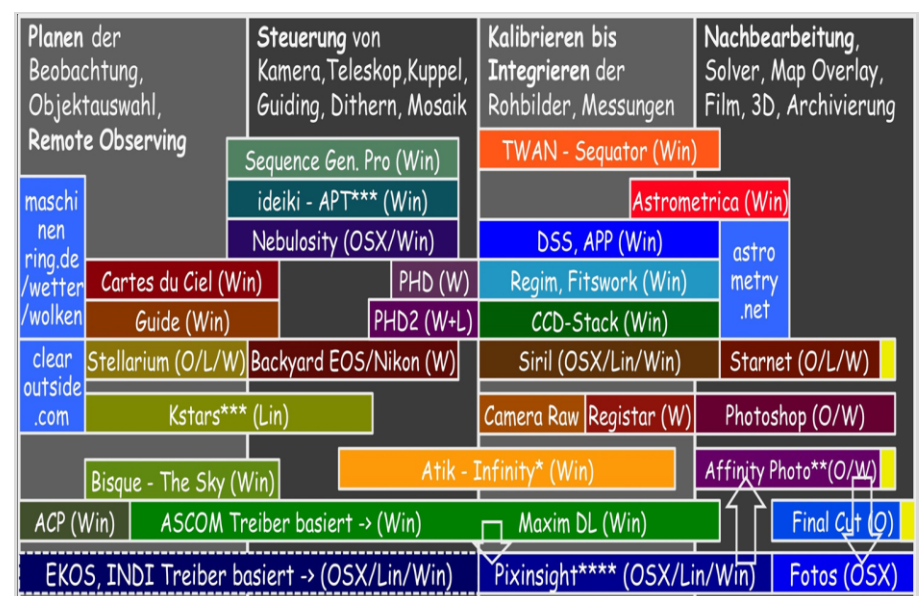 Planen der
Beobachtung,
Objektauswahl,
Remote Observing
Steuerung von
Kamera,Teleskop,Kuppel,
Guiding, Dithern, Mosaik
Kalibrieren bis
Integrieren der
Rohbilder, Messungen
Nachbearbeitung,
Solver, Map Overlay,
Film, 3D, Archivierung
Sequence Gen. Pro (Win)
TWAN - Sequator (Win)
maschi
nen
ring.de
/wetter
/wolken
ideiki - APT*** (Win)
Astrometrica (Win)
Nebulosity (OSX/Win)
DSS, APP (Win)
astro
metry
.net
Cartes du Ciel (Win)
PHD (W)
Regim, Fitswork (Win)
Guide (Win)
PHD2 (W+L)
CCD-Stack (Win)
clear
outside
.com
Stellarium (O/L/W)
Backyard EOS/Nikon (W)
Siril (OSX/Lin/Win)
Starnet (O/L/W)
Kstars*** (Lin)
Camera Raw
Registar (W)
Photoshop (O/W)
Bisque - The Sky (Win)
Atik - Infinity* (Win)
Affinity Photo**(O/W)
ACP (Win)
ASCOM Treiber basiert -> (Win)
Maxim DL (Win)
Final Cut (O)
EKOS, INDI Treiber basiert -> (OSX/Lin/Win)
Pixinsight**** (OSX/Lin/Win)
Fotos (OSX)